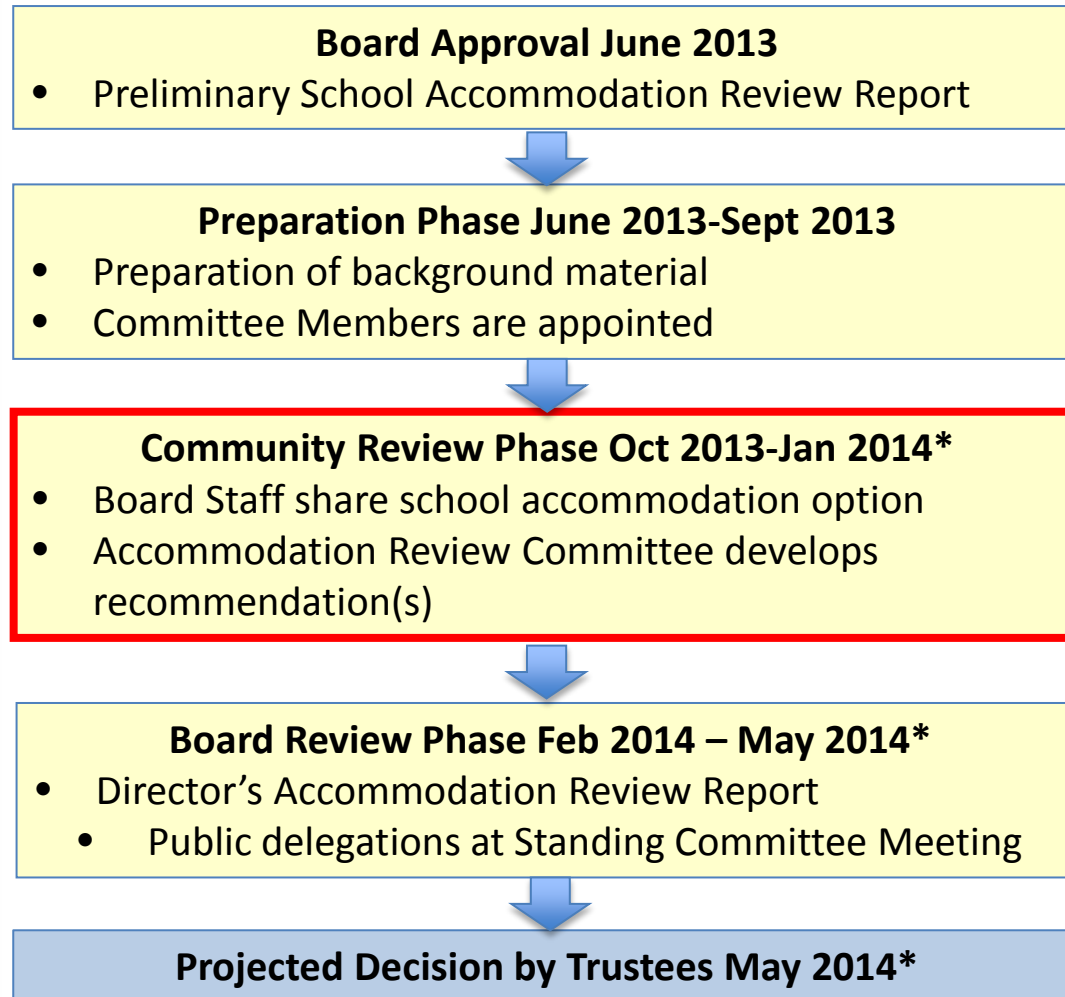 Board Approval June 2013
• Preliminary School Accommodation Review Report
Preparation Phase June 2013-Sept 2013
• Preparation of background material
• Committee Members are appointed
Community Review Phase Oct 2013-Jan 2014*
• Board Staff share school accommodation option
• Accommodation Review Committee develops
recommendation(s)
Board Review Phase Feb 2014 – May 2014*
• Director’s Accommodation Review Report
• Public delegations at Standing Committee Meeting
Projected Decision by Trustees May 2014*